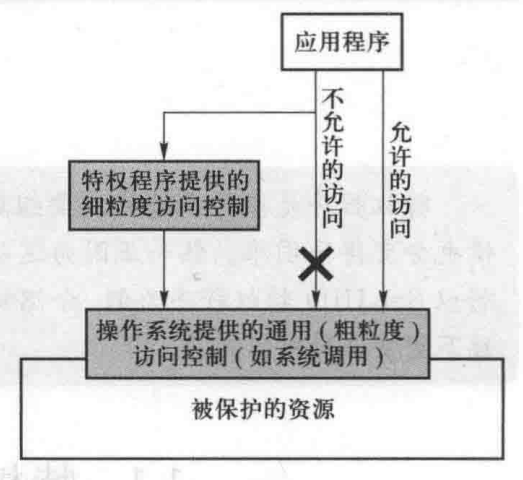 应用程序
不允许的访问
允许的访问
特权程序提供的
细粒度访问控制
操作系统提供的通用(粗粒度)
访问控制(如系统调用)
被保护的资源